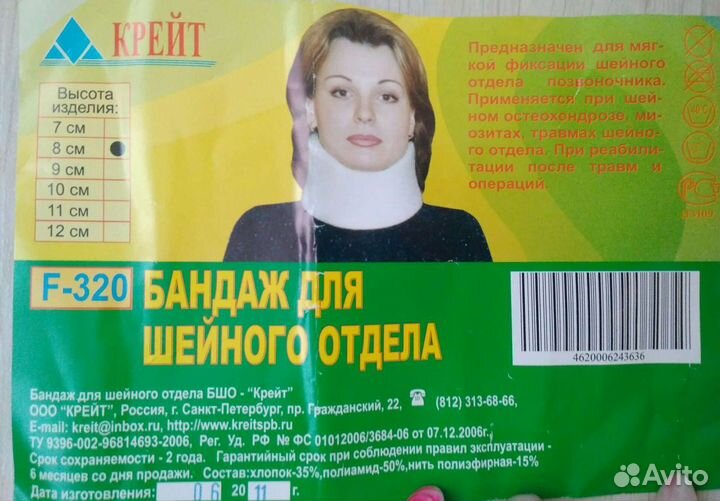 КРЕЙТ
Высота
изделия:
7 см
8 см
9 см
10 см
11 см
12 см
Предназначен для мяг-
кой фиксации шейного
отдела позвоночника.
Применяется при шей-
ном остеохондрозе, ми-
озитах, травмах шейно-
го отдела. При реабили-
тации после травм и
операций.
F-320
БАНДАЖ ДЛЯ
ШЕЙНОГО ОТДЕЛА
4620006243636
Бандаж для шейного отдела БШО - "Крейт"
ООО "КРЕЙТ", Россия, г. Санкт-Петербург, пр. Гражданский, 22, ☎ (812) 313-68-66,
E-mail: kreit@inbox.ru, http://www.kreitspb.ru
ТУ 9396-002-96814693-2006, Рег. Уд. РФ № ФС 01012006/3684-06 от 07.12.2006г.
Срок сохраняемости - 2 года. Гарантийный срок при соблюдении правил эксплуатации -
6 месяцев со дня продажи. Состав:хлопок-35%,полиамид-50%,нить полиэфирная-15%
Дата изготовления: 06 2011 г.
Avito